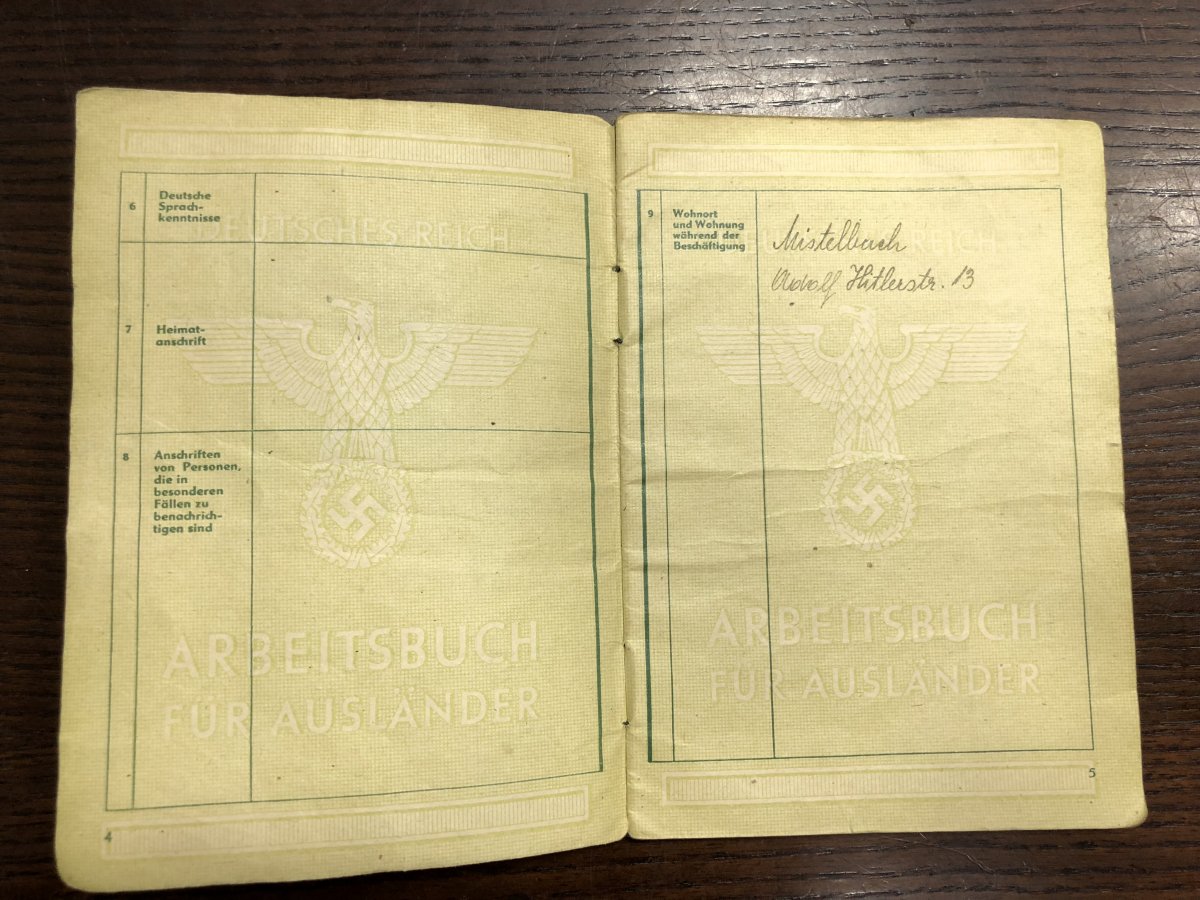 DEUTSCHES REICH
6
Deutsche
Sprach-
kenntnisse
7
Heimat-
anschrift
8
Anschriften
von Personen,
die in
besonderen
Fällen zu
benachrich-
tigen sind
ARBEITSBUCH
FÜR AUSLÄNDER
4
DEUTSCHES REICH
9
Wohnort
und Wohnung
während der
Beschäftigung
Mistelbach
Adolf Hitlerstr. 13
ARBEITSBUCH
FÜR AUSLÄNDER
5